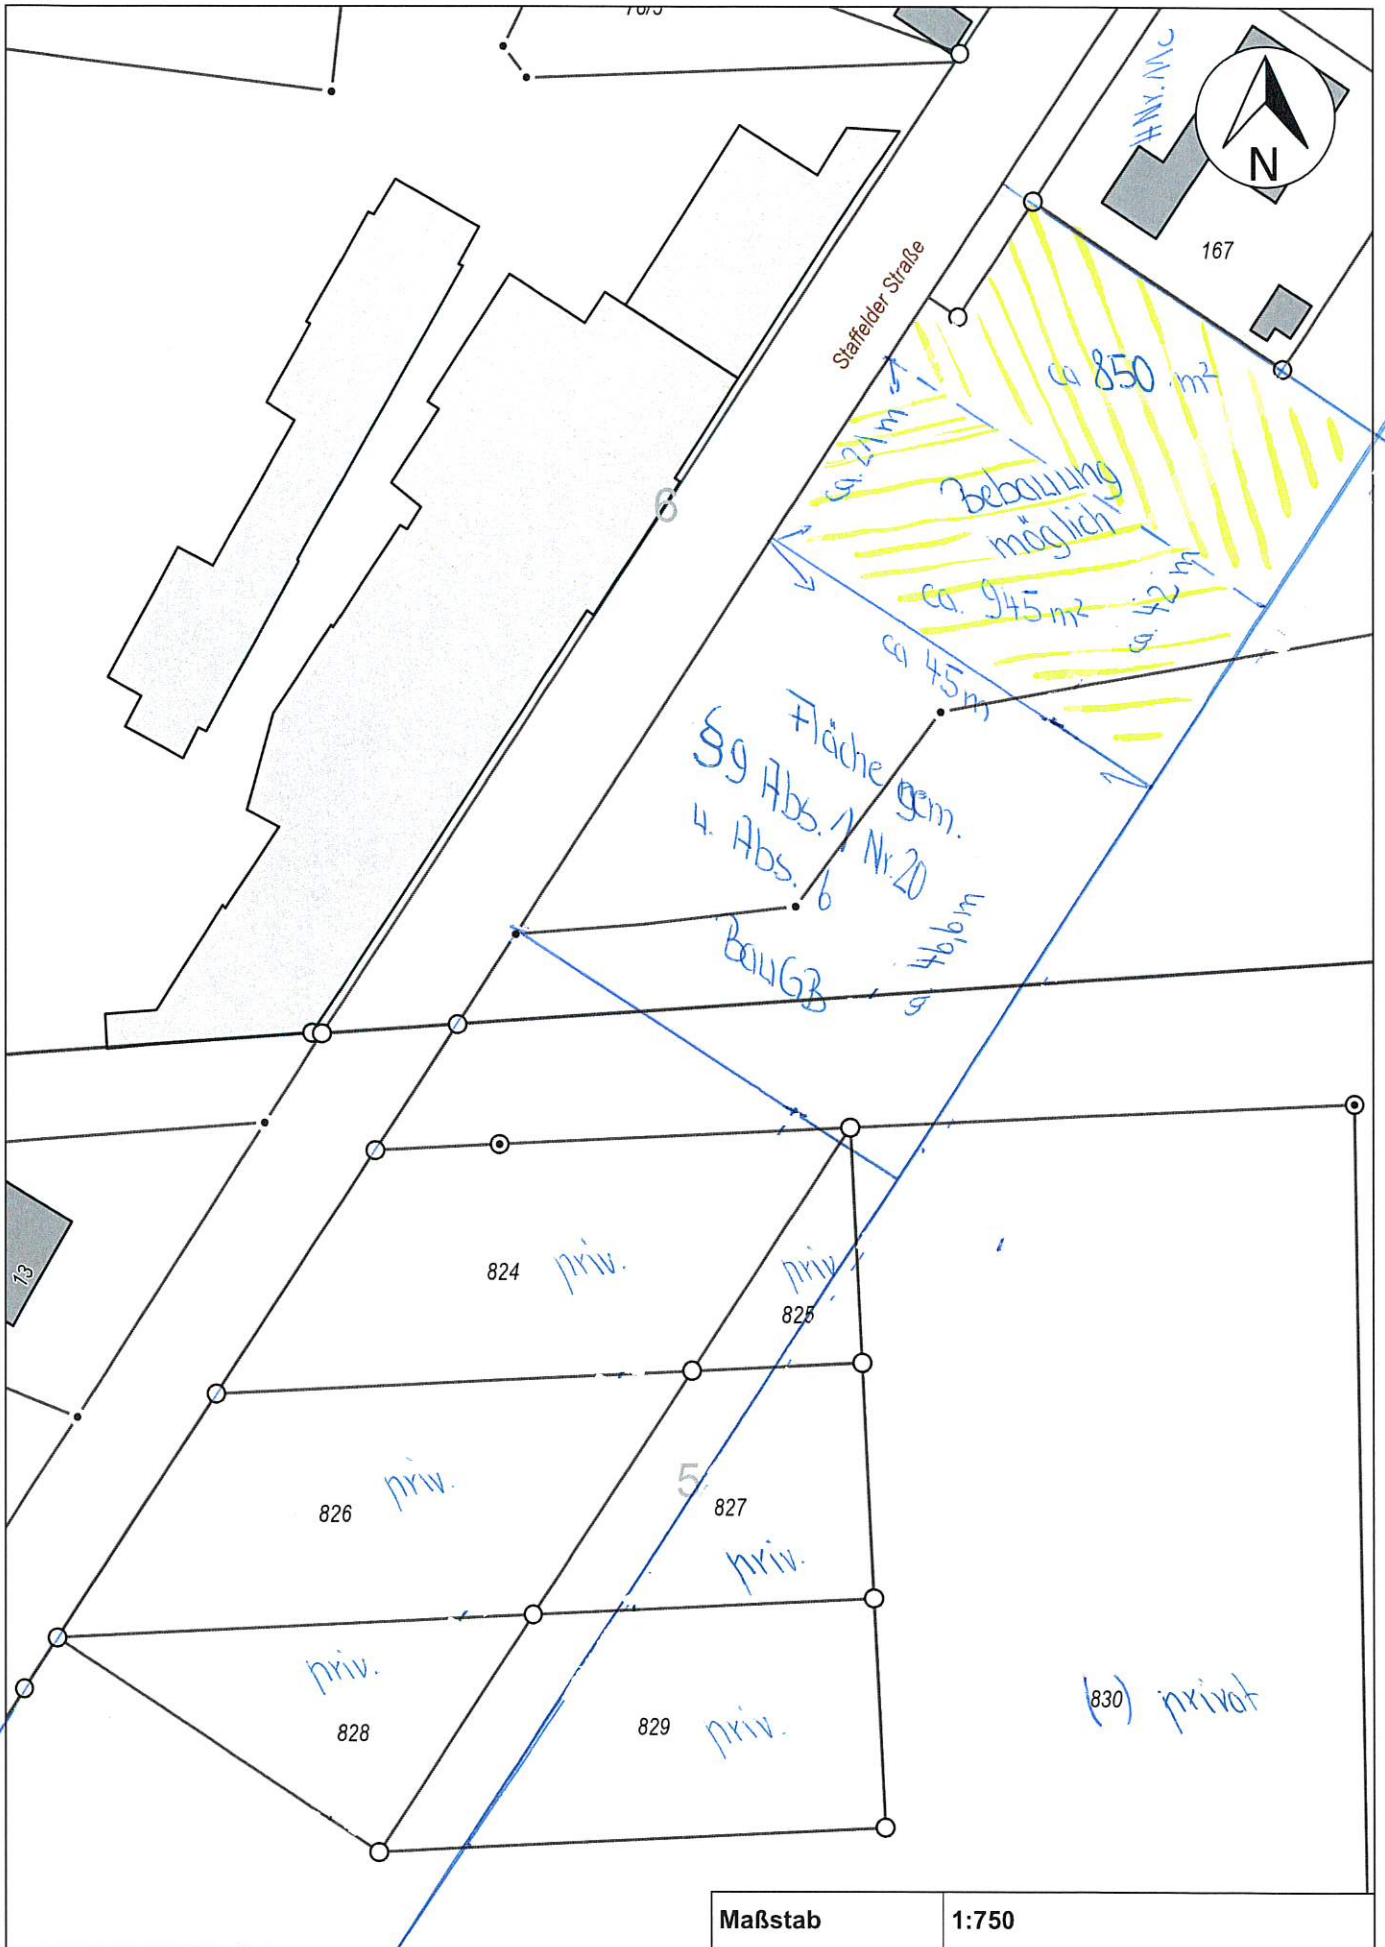 N
167
Staffelder Straße
ca 850 m²
ca. 21 m
Bebauung
möglich
ca. 945 m²
ca. 42 m
ca 45 m
6
Fläche gem.
§9 Abs. 1 Nr. 20
4. Abs. 6
BauGB
46,6m
13
824 priv.
priv.
825
826 priv.
5
827
priv.
priv.
828
829 priv.
(830) privat
Maßstab 1:750